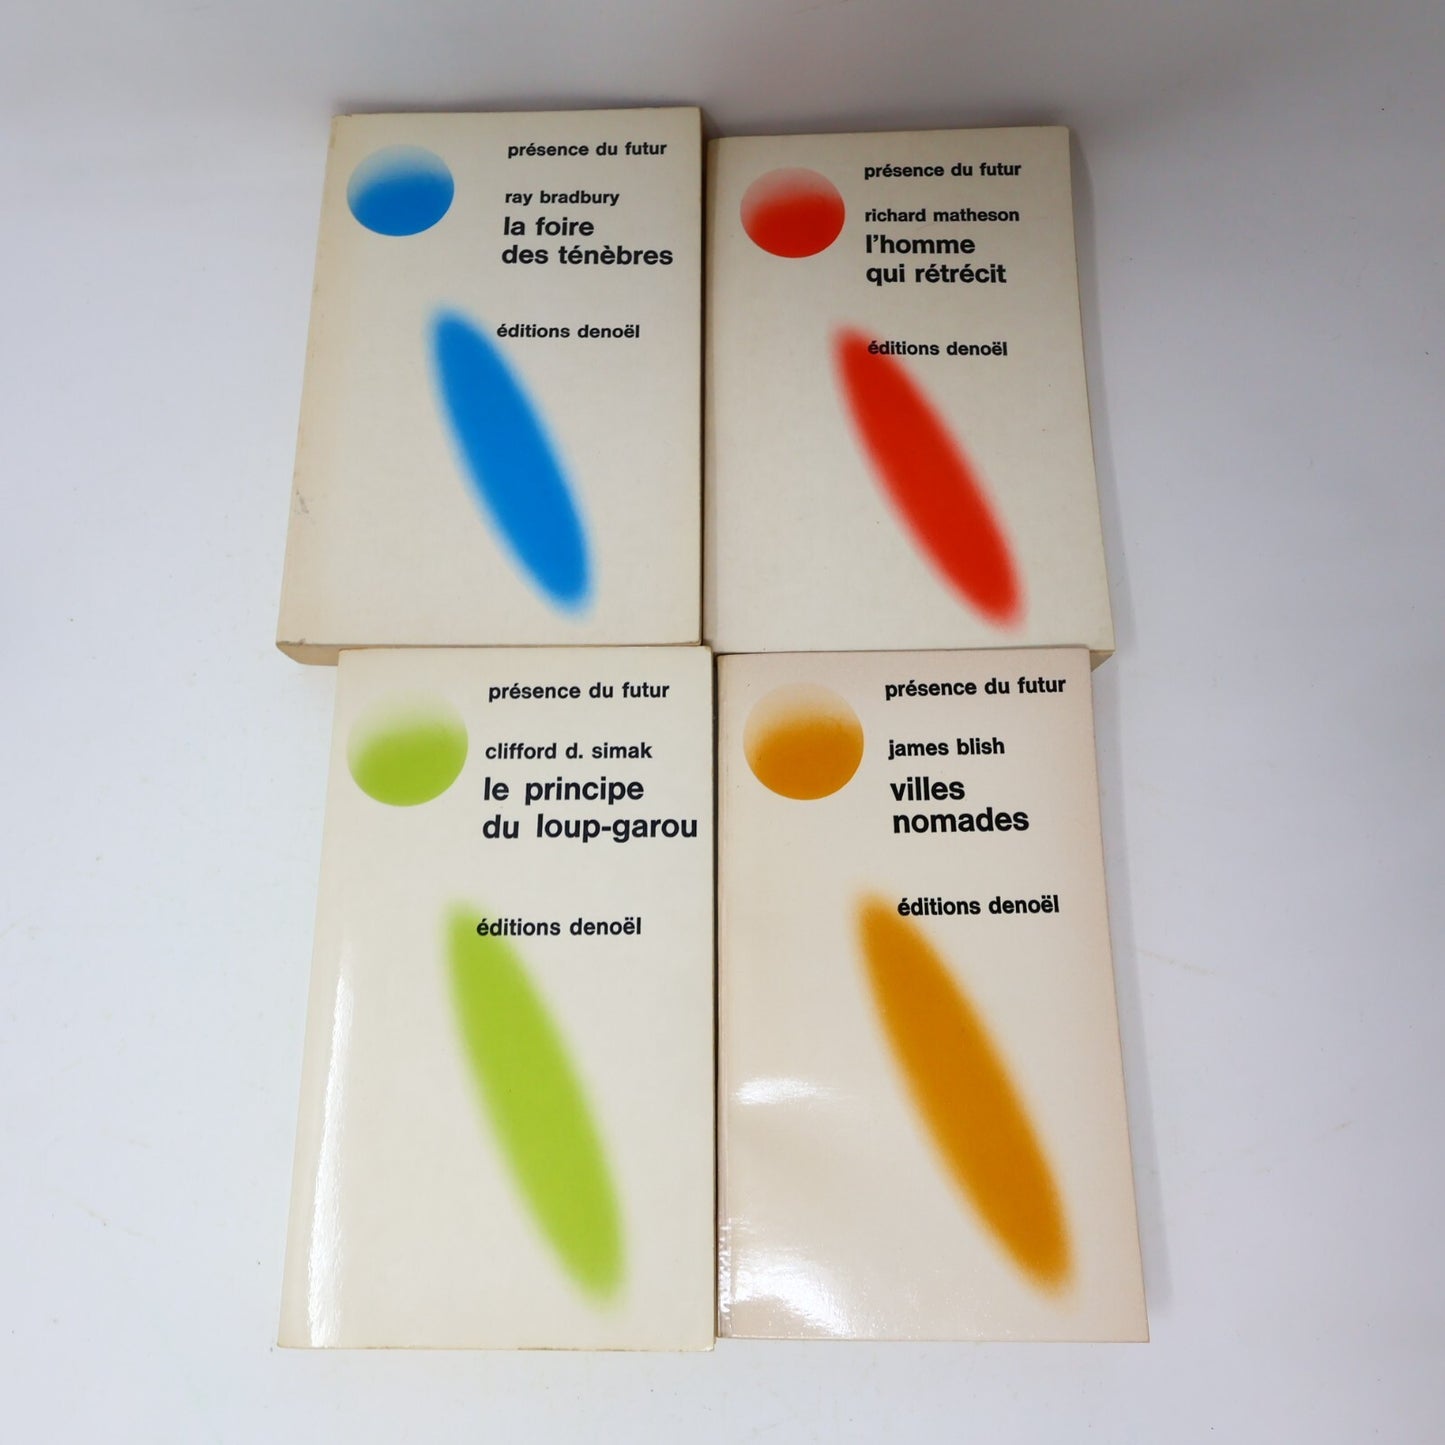 présence du futur
ray bradbury
la foire
des ténèbres
éditions denoël
présence du futur
richard matheson
l'homme
qui rétrécit
éditions denoël
présence du futur
clifford d. simak
le principe
du loup-garou
éditions denoël
présence du futur
james blish
villes
nomades
éditions denoël